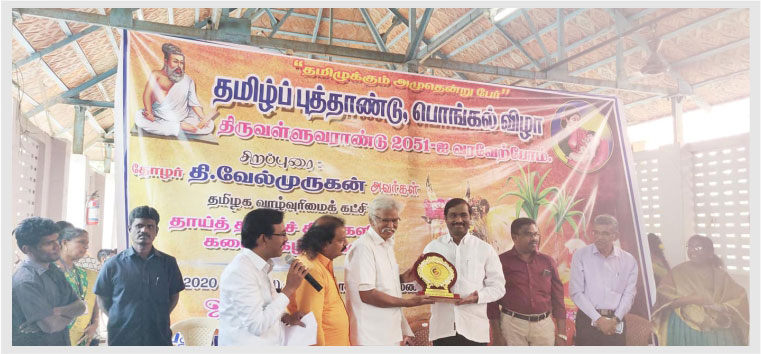 “தமிழுக்கும் அமுதென்று பேர்”
தமிழ்ப் புத்தாண்டு, பொங்கல் விழா
திருவள்ளுவராண்டு 2051-ஐ வரவேற்போம்.
சிறப்புரை :
தோழர் தி.வேல்முருகன் அவர்கள்
தமிழக வாழ்வுரிமைக் கட்சி
தாய்த்
2020